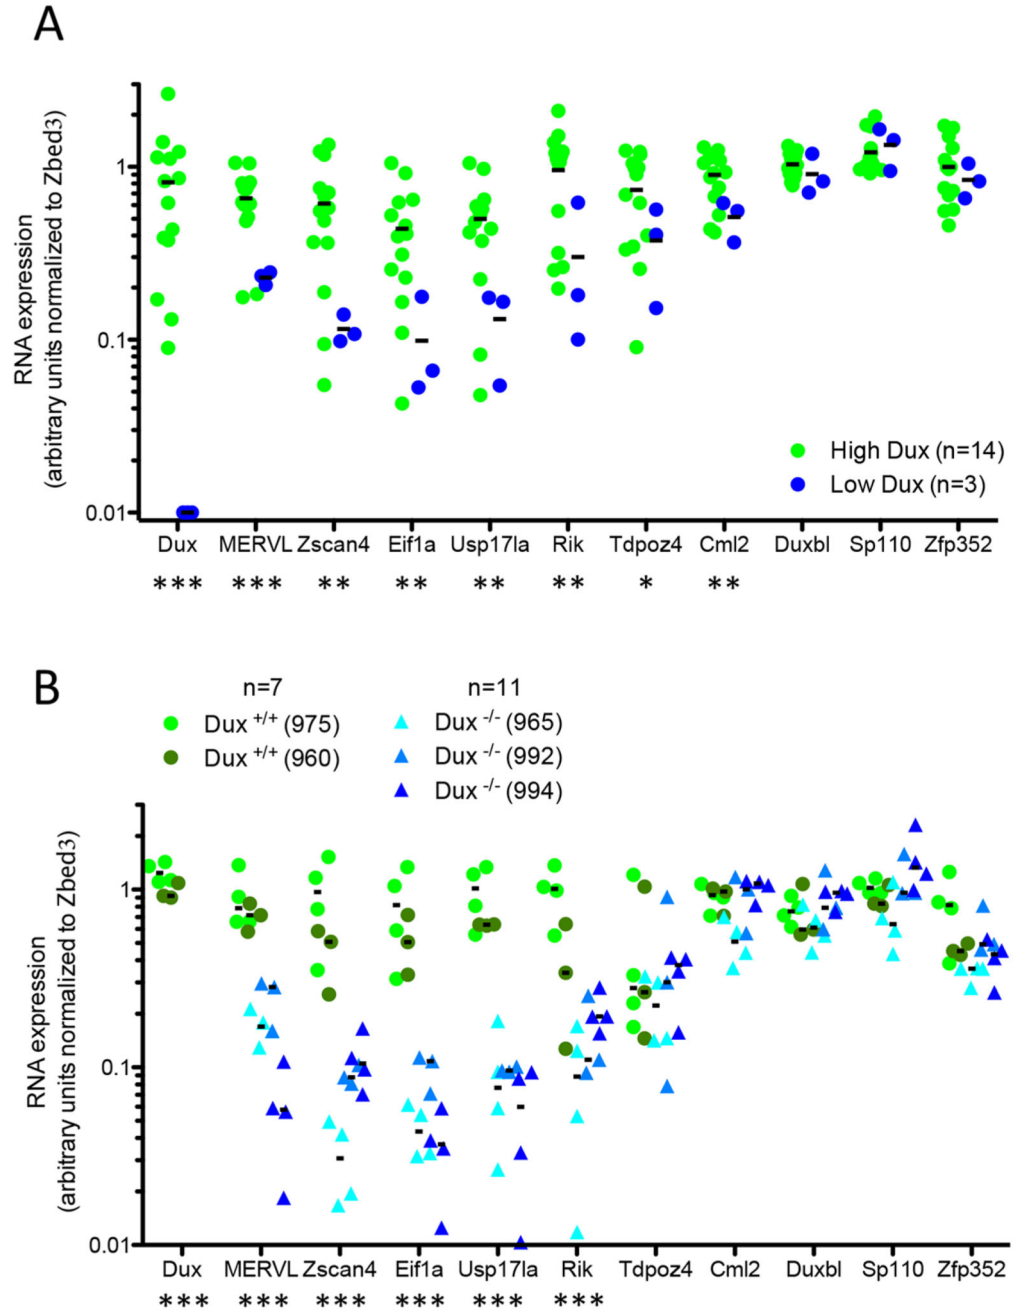 A
RNA expression
(arbitrary units normalized to Zbed3)
1
0.1
0.01
High Dux (n=14)
Low Dux (n=3)
Dux MERVL Zscan4 Eif1a Usp17la Rik Tdpoz4 Cml2 Duxbl Sp110 Zfp352
*** *** ** ** ** ** * **
B
n=7 n=11
Dux +/+ (975) Dux -/- (965)
Dux +/+ (960) Dux -/- (992)
Dux -/- (994)
RNA expression
(arbitrary units normalized to Zbed3)
1
0.1
0.01
Dux MERVL Zscan4 Eif1a Usp17la Rik Tdpoz4 Cml2 Duxbl Sp110 Zfp352
*** *** *** *** *** ***